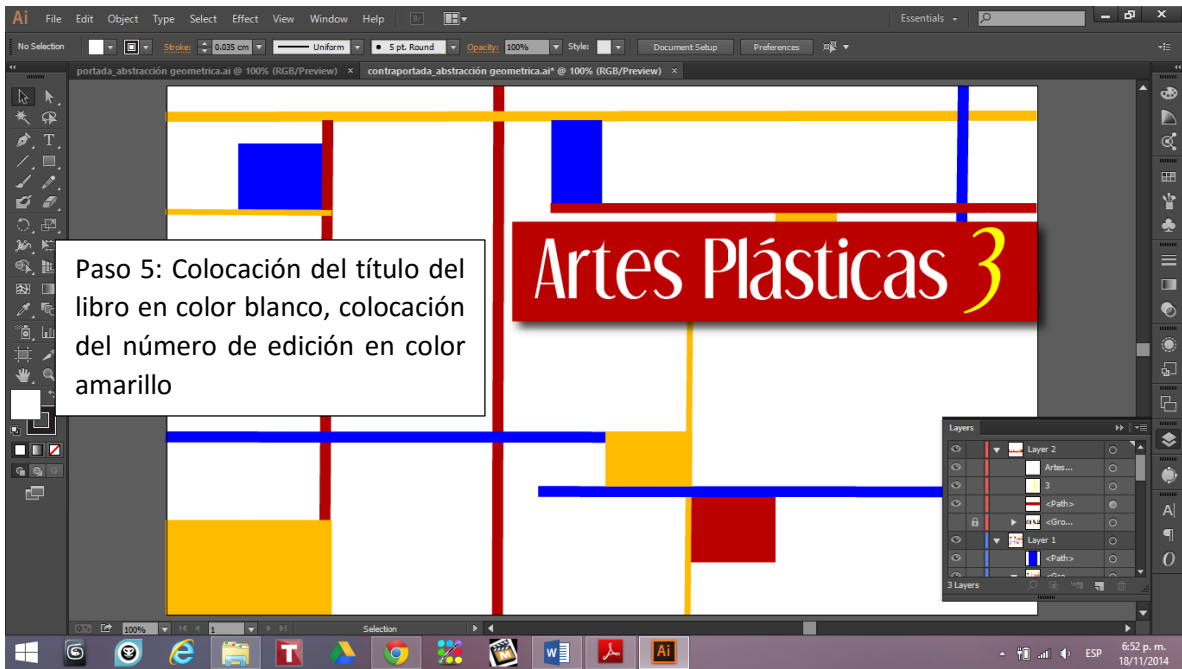 Ai File Edit Object Type Select Effect View Window Help Br Essentials
No Selection Stroke: 0.035 cm Uniform 5 pt. Round Opacity: 100% Style: Document Setup Preferences
portada_abstracción geometrica.ai @ 100% (RGB/Preview) × contraportada_abstracción geometrica.ai* @ 100% (RGB/Preview) ×
Artes Plásticas 3
Paso 5: Colocación del título del
libro en color blanco, colocación
del número de edición en color
amarillo
Layers
Layer 2
Artes...
3
<Path>
<Gro...
Layer 1
<Path>
3 Layers
100% 1 Selection
Ai
ESP
6:52 p. m.
18/11/2014